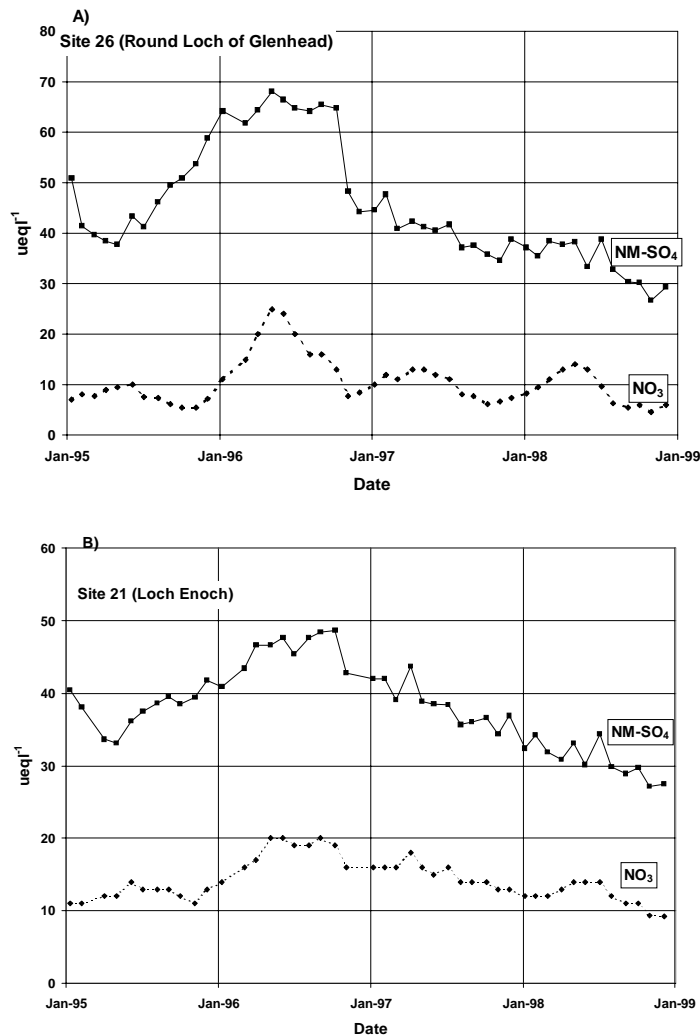 A)
Site 26 (Round Loch of Glenhead)
80
70
60
50
40
30
20
10
0
ueql⁻¹
NM-SO₄
NO₃
Jan-95 Jan-96 Jan-97 Jan-98 Jan-99
Date
B)
Site 21 (Loch Enoch)
60
50
40
30
20
10
0
ueql⁻¹
NM-SO₄
NO₃
Jan-95 Jan-96 Jan-97 Jan-98 Jan-99
Date